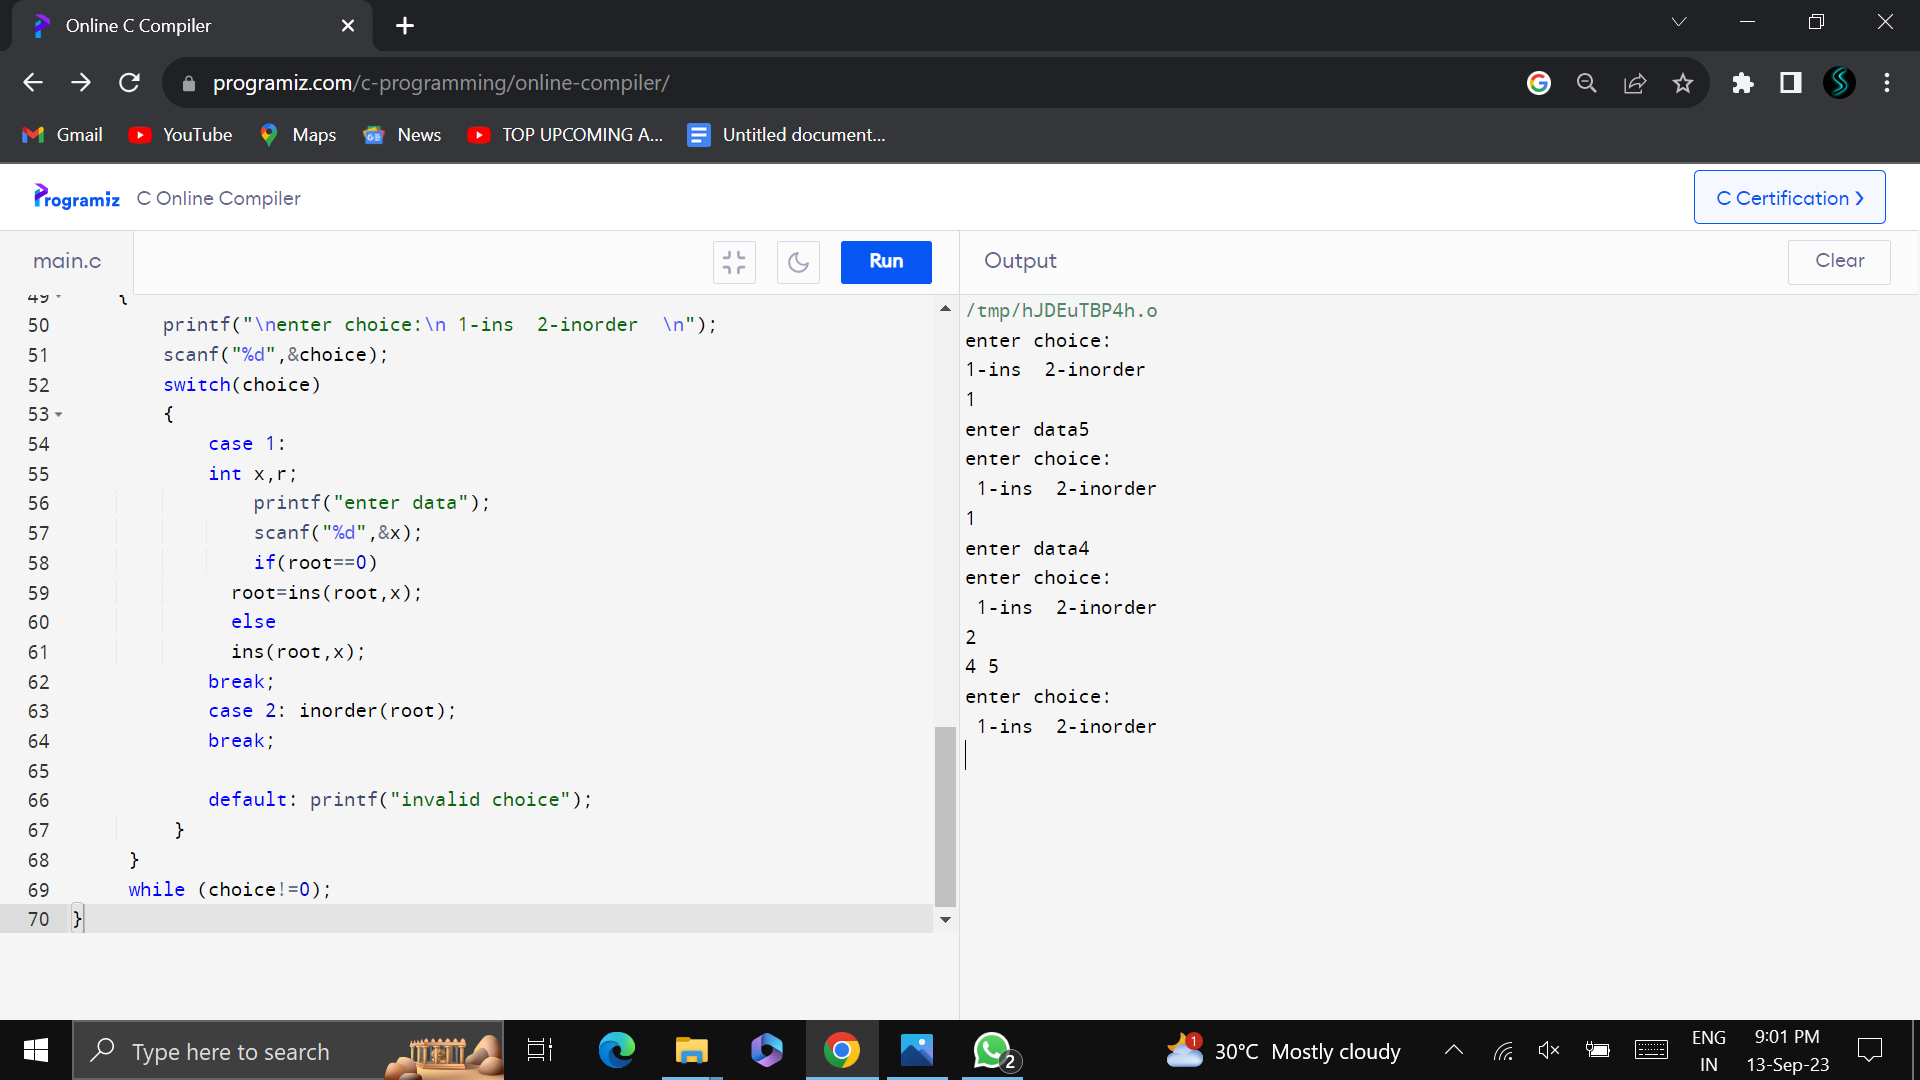 Online C Compiler
programiz.com/c-programming/online-compiler/
Gmail YouTube Maps News TOP UPCOMING A... Untitled document...
Programiz C Online Compiler C Certification
main.c Run Output Clear
49 {
50 printf("\nenter choice:\n 1-ins  2-inorder  \n");
51 scanf("%d",&choice);
52 switch(choice)
53 {
54 case 1:
55 int x,r;
56 printf("enter data");
57 scanf("%d",&x);
58 if(root==0)
59 root=ins(root,x);
60 else
61 ins(root,x);
62 break;
63 case 2: inorder(root);
64 break;
65
66 default: printf("invalid choice");
67 }
68 }
69 while (choice!=0);
70 }
/tmp/hJDEuTBP4h.o
enter choice:
1-ins  2-inorder
1
enter data5
enter choice:
1-ins  2-inorder
1
enter data4
enter choice:
1-ins  2-inorder
2
4 5
enter choice:
1-ins  2-inorder
Type here to search
2
1
30°C Mostly cloudy
ENG
IN
9:01 PM
13-Sep-23